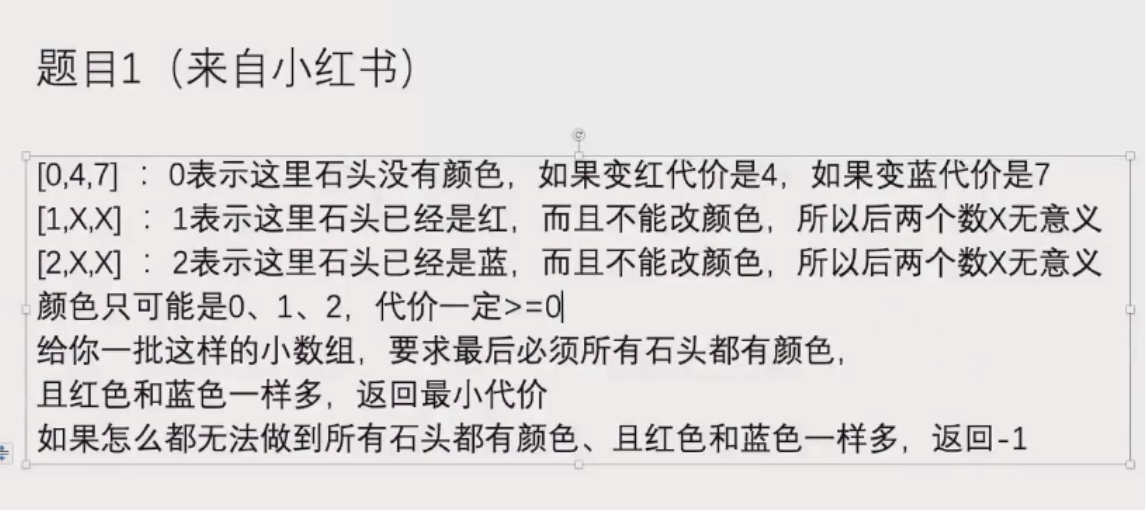 题目1（来自小红书）
[0,4,7] ：0表示这里石头没有颜色，如果变红代价是4，如果变蓝代价是7
[1,X,X] ：1表示这里石头已经是红，而且不能改颜色，所以后两个数X无意义
[2,X,X] ：2表示这里石头已经是蓝，而且不能改颜色，所以后两个数X无意义
颜色只可能是0、1、2，代价一定>=0
给你一批这样的小数组，要求最后必须所有石头都有颜色，
且红色和蓝色一样多，返回最小代价
如果怎么都无法做到所有石头都有颜色、且红色和蓝色一样多，返回-1